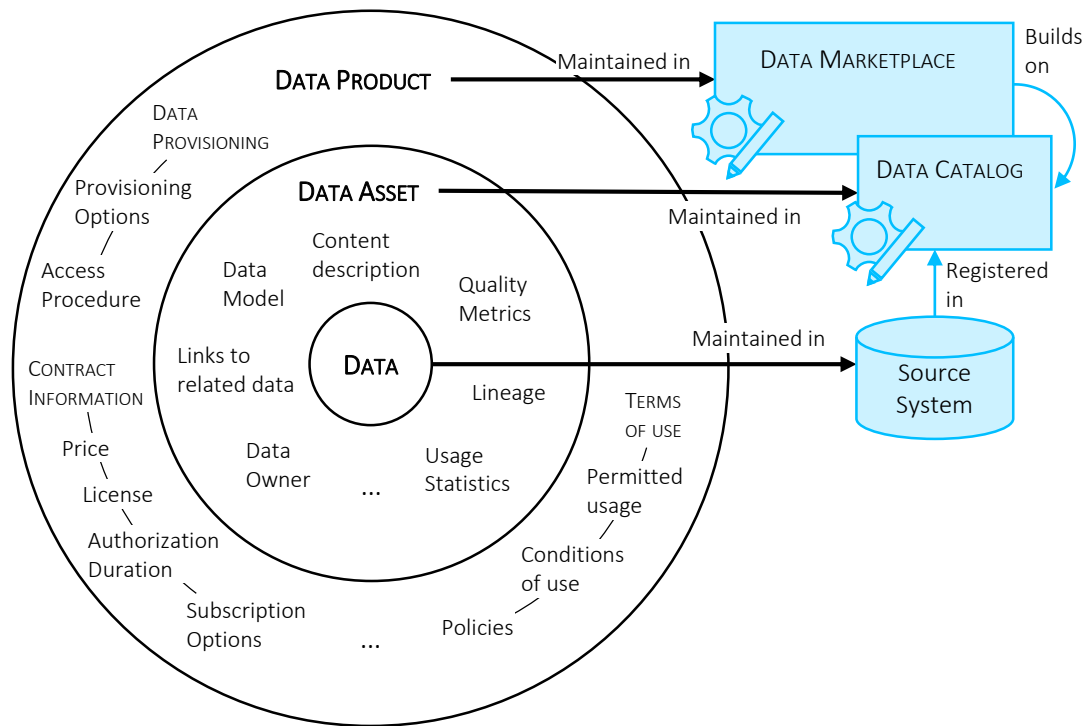 DATA PRODUCT
Maintained in
DATA MARKETPLACE
Builds
on
DATA
PROVISIONING
Provisioning
Options
Access
Procedure
DATA ASSET
Maintained in
DATA CATALOG
Content
description
Data
Model
Quality
Metrics
Registered
in
Links to
related data
DATA
Maintained in
Source
System
Lineage
Data
Owner
...
Usage
Statistics
CONTRACT
INFORMATION
Price
License
Authorization
Duration
Subscription
Options
...
TERMS
OF USE
Permitted
usage
Conditions
of use
Policies